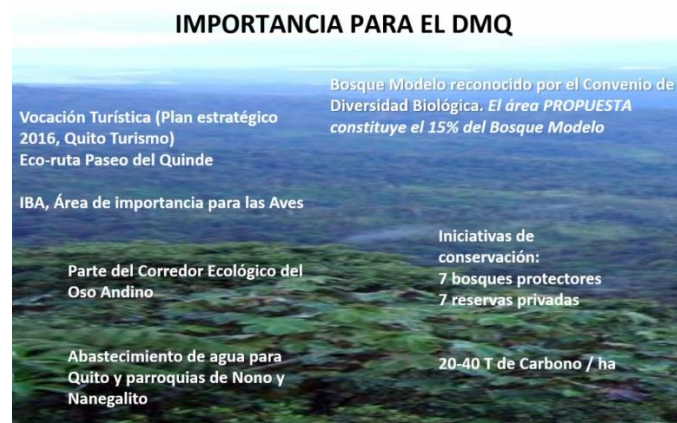 IMPORTANCIA PARA EL DMQ
Vocación Turística (Plan estratégico
2016, Quito Turismo)
Eco-ruta Paseo del Quinde
IBA, Área de importancia para las Aves
Parte del Corredor Ecológico del
Oso Andino
Abastecimiento de agua para
Quito y parroquias de Nono y
Nanegalito
Bosque Modelo reconocido por el Convenio de
Diversidad Biológica. El área PROPUESTA
constituye el 15% del Bosque Modelo
Iniciativas de
conservación:
7 bosques protectores
7 reservas privadas
20-40 T de Carbono / ha